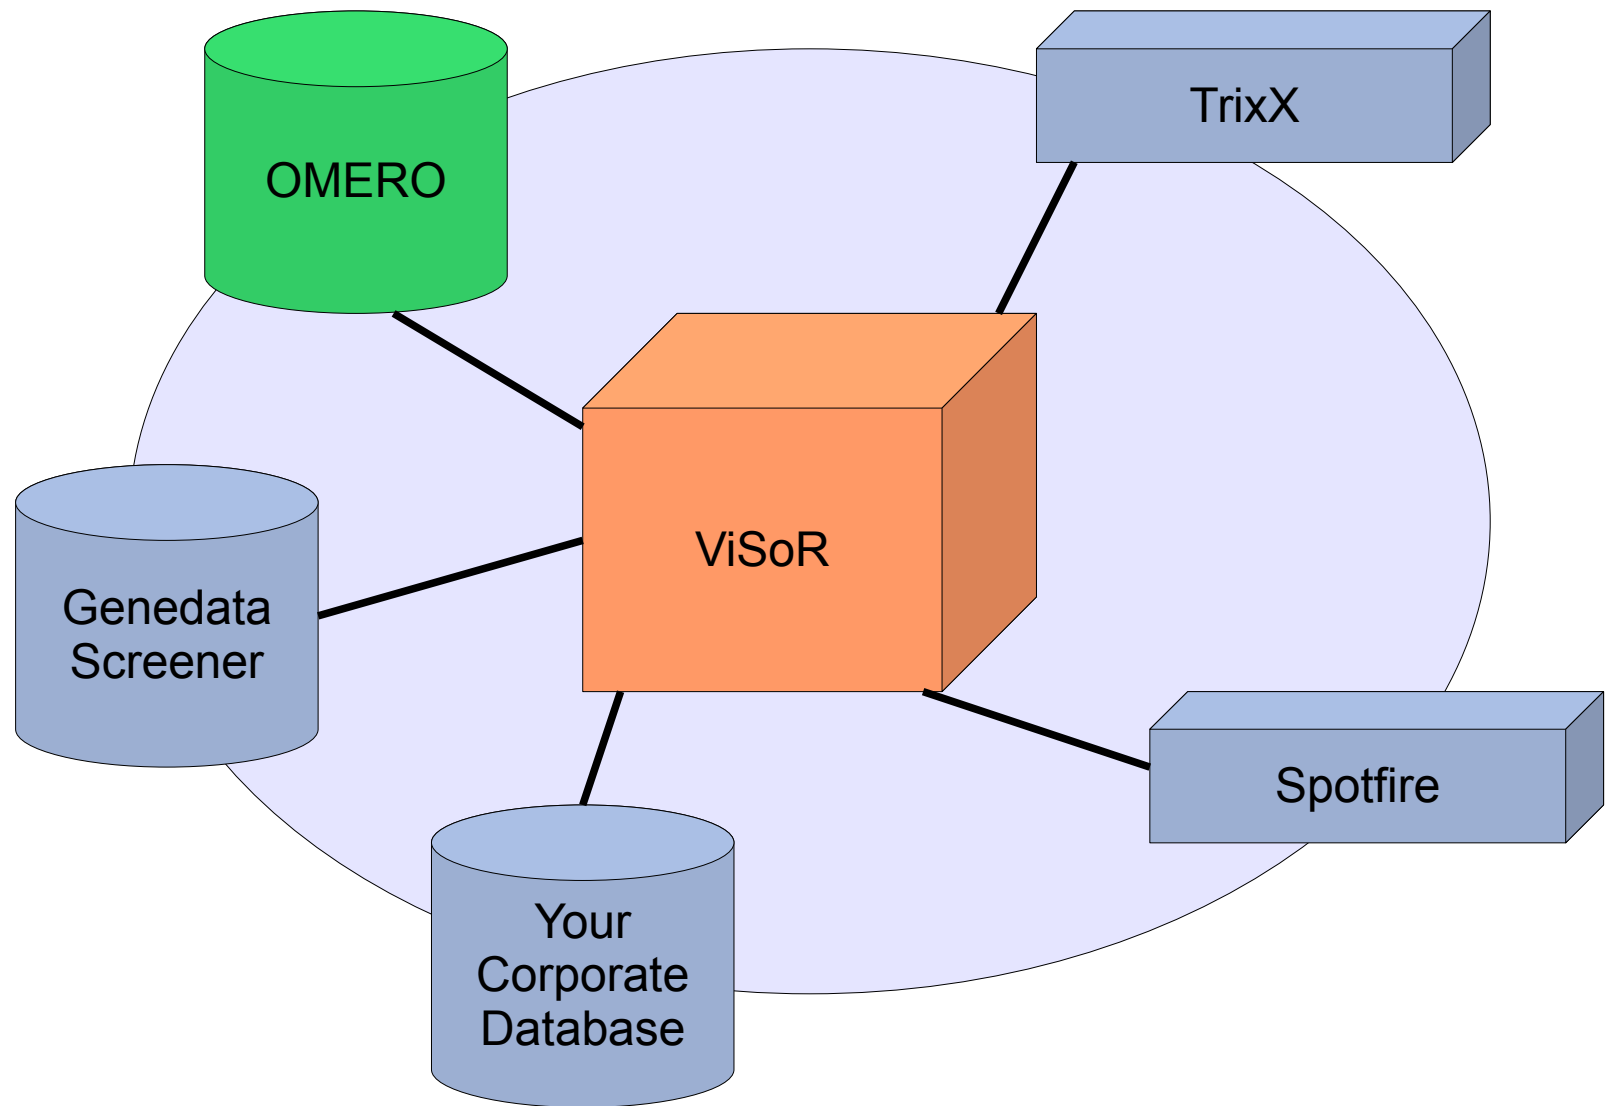 TrixX
OMERO
ViSoR
Genedata
Screener
Spotfire
Your
Corporate
Database